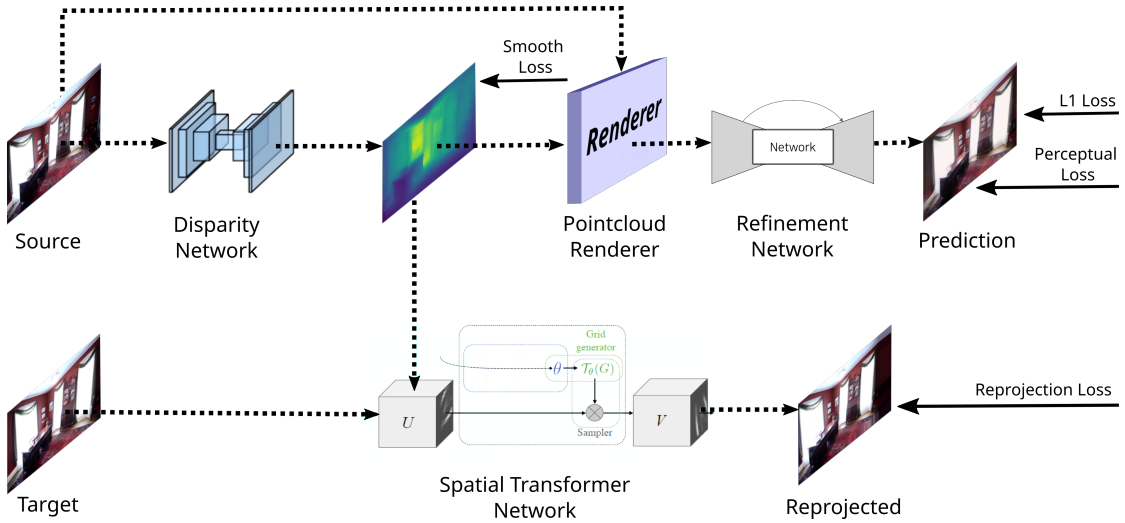 Smooth
Loss
Renderer
L1 Loss
Network
Perceptual
Loss
Source
Disparity
Network
Pointcloud
Renderer
Refinement
Network
Prediction
Grid
generator
θ
𝒯θ(G)
U
V
Sampler
Reprojection Loss
Target
Spatial Transformer
Network
Reprojected